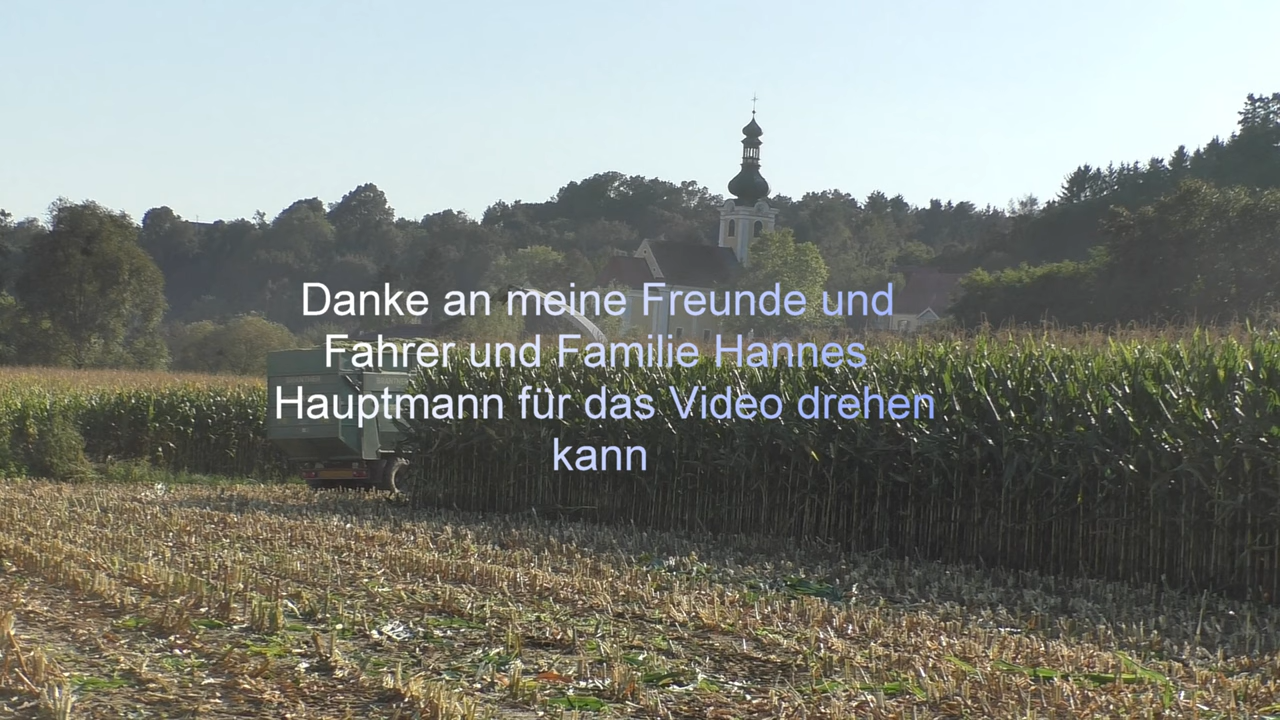 Danke an meine Freunde und
Fahrer und Familie Hannes
Hauptmann für das Video drehen
kann